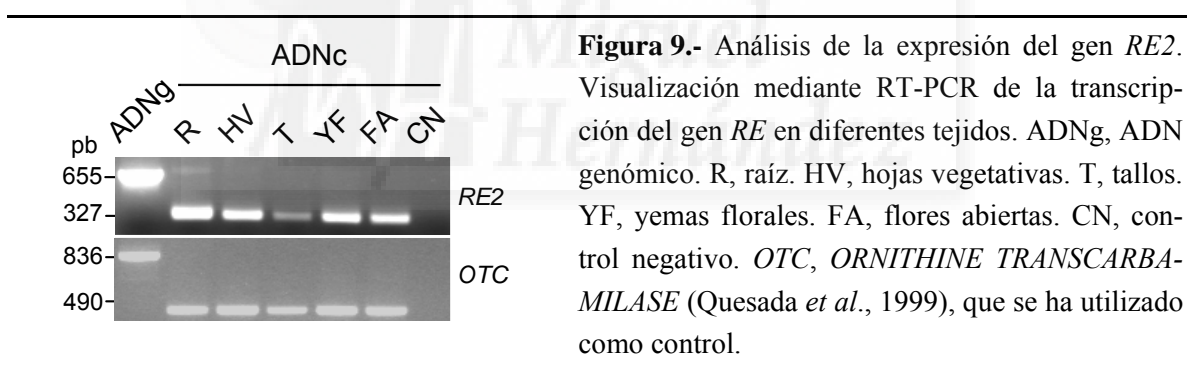 ADNc
ADNg R HV T YF FA CN
pb
655-
327-
RE2
836-
490-
OTC
Miguel
Hernández
Figura 9.- Análisis de la expresión del gen RE2.
Visualización mediante RT-PCR de la transcrip-
ción del gen RE en diferentes tejidos. ADNg, ADN
genómico. R, raíz. HV, hojas vegetativas. T, tallos.
YF, yemas florales. FA, flores abiertas. CN, con-
trol negativo. OTC, ORNITHINE TRANSCARBA-
MILASE (Quesada et al., 1999), que se ha utilizado
como control.